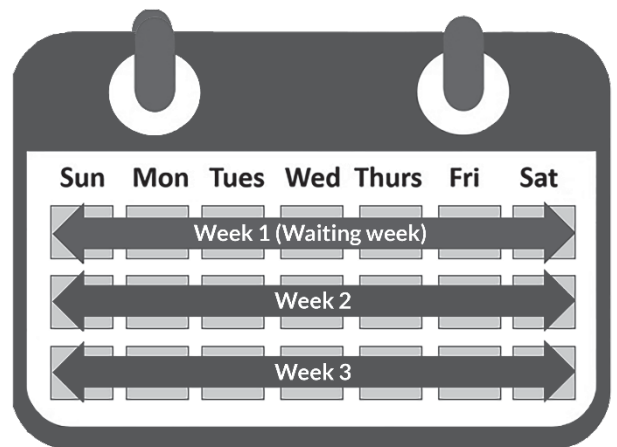 Sun Mon Tues Wed Thurs Fri Sat
Week 1 (Waiting week)
Week 2
Week 3